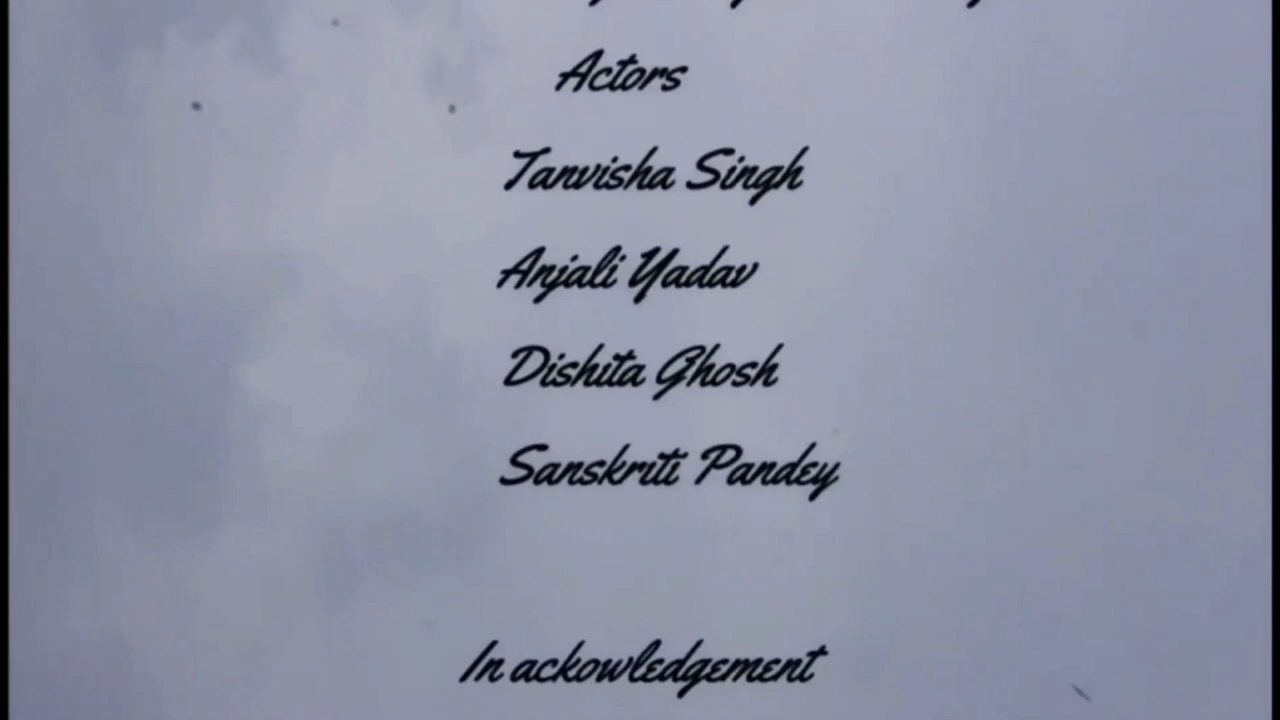 Actors
Tanvisha Singh
Anjali Yadav
Dishita Ghosh
Sanskriti Pandey
In ackowledgement